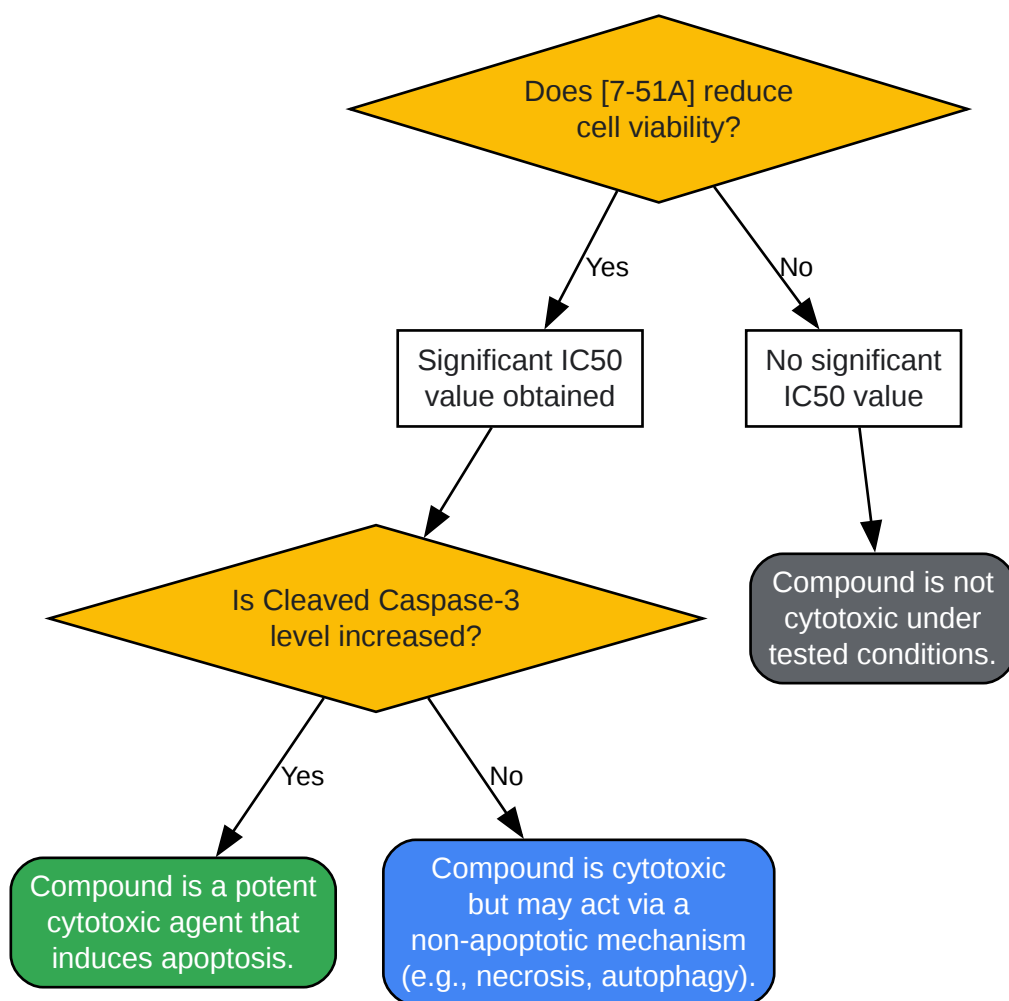 Does [7-51A] reduce
cell viability?
Yes
No
Significant IC50
value obtained
No significant
IC50 value
Is Cleaved Caspase-3
level increased?
Compound is not
cytotoxic under
tested conditions.
Yes
No
Compound is a potent
cytotoxic agent that
induces apoptosis.
Compound is cytotoxic
but may act via a
non-apoptotic mechanism
(e.g., necrosis, autophagy).